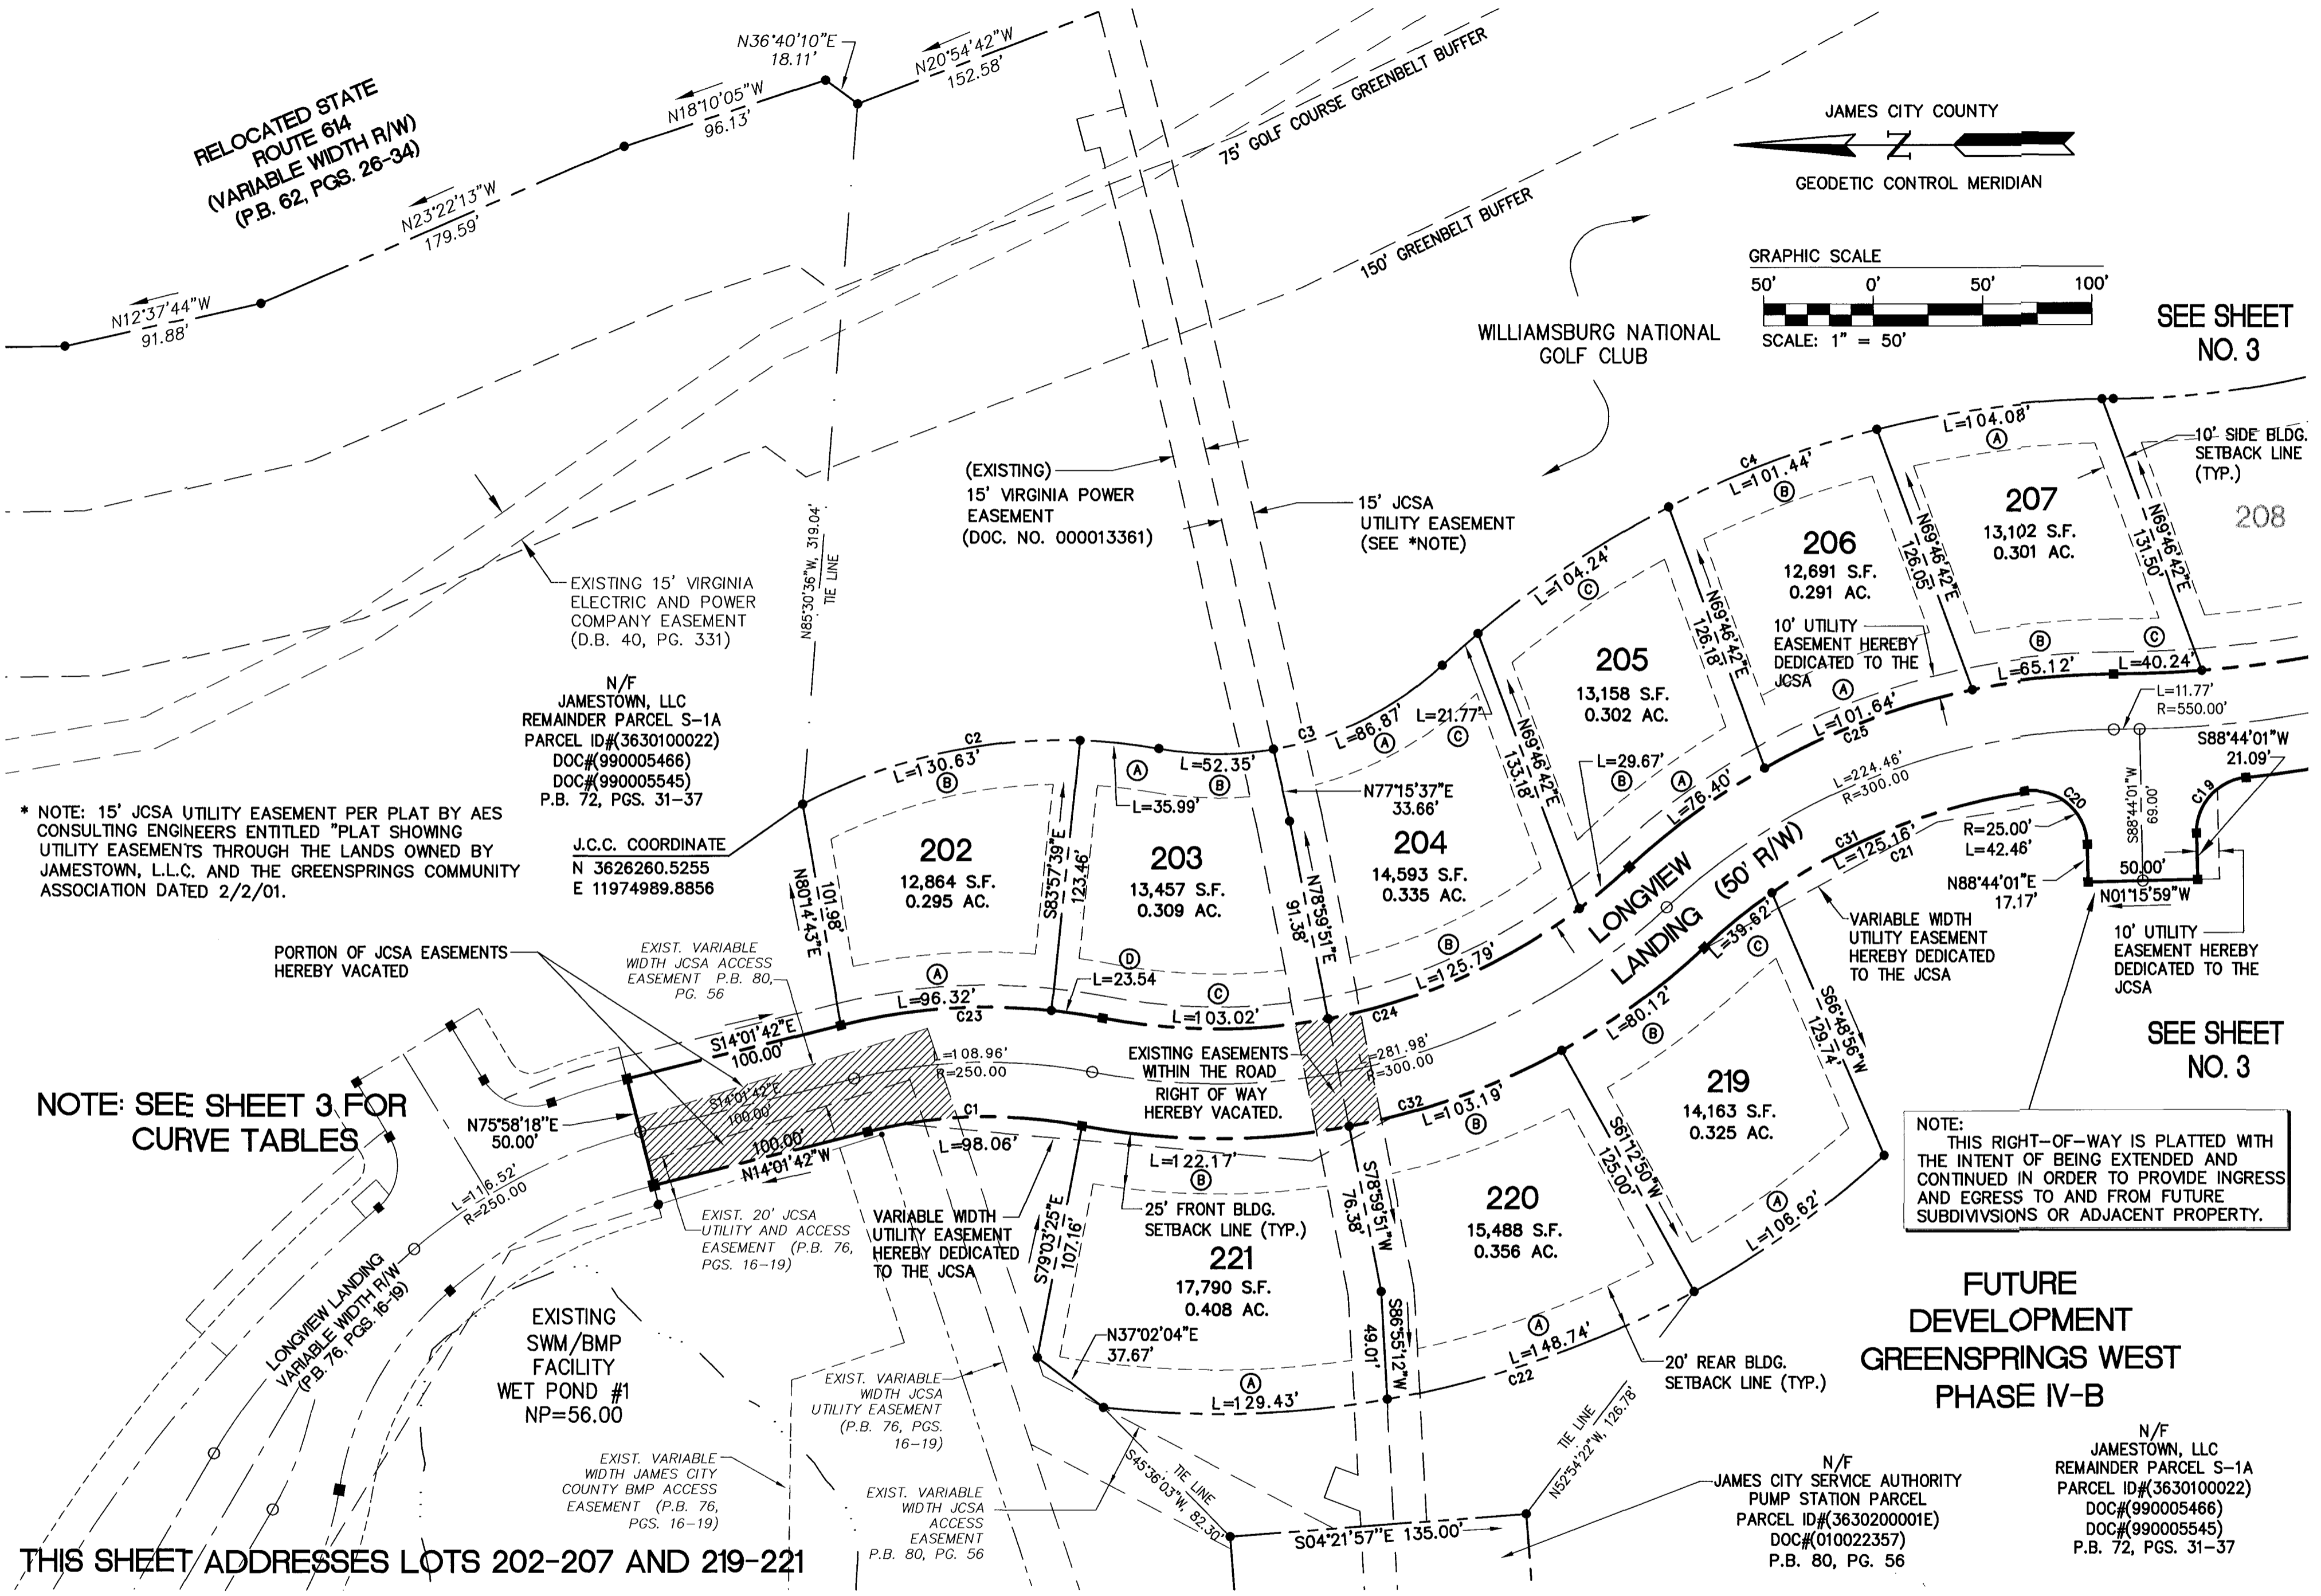 N36°40'10"E
18.11'
N20°54'42"W
152.58'
N18°10'05"W
96.13'
RELOCATED STATE
ROUTE 614
(VARIABLE WIDTH R/W)
(P.B. 62, PGS. 26-34)
N23°22'13"W
179.59'
N12°37'44"W
91.88'
75' GOLF COURSE GREENBELT BUFFER
150' GREENBELT BUFFER
JAMES CITY COUNTY
N
GEODETIC CONTROL MERIDIAN
GRAPHIC SCALE
50' 0' 50' 100'
SCALE: 1" = 50'
SEE SHEET
NO. 3
WILLIAMSBURG NATIONAL
GOLF CLUB
(EXISTING)
15' VIRGINIA POWER
EASEMENT
(DOC. NO. 000013361)
15' JCSA
UTILITY EASEMENT
(SEE *NOTE)
EXISTING 15' VIRGINIA
ELECTRIC AND POWER
COMPANY EASEMENT
(D.B. 40, PG. 331)
N85°30'36"W, 319.04'
TIE LINE
N/F
JAMESTOWN, LLC
REMAINDER PARCEL S-1A
PARCEL ID#(3630100022)
DOC#(990005466)
DOC#(990005545)
P.B. 72, PGS. 31-37
* NOTE: 15' JCSA UTILITY EASEMENT PER PLAT BY AES
CONSULTING ENGINEERS ENTITLED "PLAT SHOWING
UTILITY EASEMENTS THROUGH THE LANDS OWNED BY
JAMESTOWN, L.L.C. AND THE GREENSPRINGS COMMUNITY
ASSOCIATION DATED 2/2/01.
J.C.C. COORDINATE
N 3626260.5255
E 11974989.8856
C2
L=130.63'
B
202
12,864 S.F.
0.295 AC.
N80°14'43"E
101.98'
S83°57'39"E
123.46'
A
L=52.35'
B
L=35.99'
203
13,457 S.F.
0.309 AC.
D
L=23.54
C3
L=86.87'
A
L=21.77'
C
N77°15'37"E
33.66'
204
14,593 S.F.
0.335 AC.
N78°59'51"E
91.38'
N69°46'42"E
133.18'
L=104.24'
C
205
13,158 S.F.
0.302 AC.
L=29.67'
B
A
L=76.40'
C4
L=101.44'
B
N69°46'42"E
126.18'
206
12,691 S.F.
0.291 AC.
10' UTILITY
EASEMENT HEREBY
DEDICATED TO THE
JCSA
A
L=101.64'
C25
L=104.08'
A
N69°46'42"E
126.05'
207
13,102 S.F.
0.301 AC.
N69°46'42"E
131.50'
B
L=65.12'
C
L=40.24'
10' SIDE BLDG.
SETBACK LINE
(TYP.)
208
L=11.77'
R=550.00'
S88°44'01"W
21.09'
L=224.46'
R=300.00
S88°44'01"W
69.00'
C19
C20
R=25.00'
L=42.46'
C31
L=125.16'
C21
N88°44'01"E
17.17'
50.00'
N01°15'59"W
LONGVIEW
LANDING (50' R/W)
VARIABLE WIDTH
UTILITY EASEMENT
HEREBY DEDICATED
TO THE JCSA
10' UTILITY
EASEMENT HEREBY
DEDICATED TO THE
JCSA
SEE SHEET
NO. 3
PORTION OF JCSA EASEMENTS
HEREBY VACATED
EXIST. VARIABLE
WIDTH JCSA ACCESS
EASEMENT P.B. 80,
PG. 56
A
L=96.32'
C23
C
L=103.02'
B
L=125.79'
C24
S14°01'42"E
100.00'
S14°01'42"E
100.00'
100.00'
N14°01'42"W
L=108.96'
R=250.00
EXISTING EASEMENTS
WITHIN THE ROAD
RIGHT OF WAY
HEREBY VACATED.
L=281.98'
R=300.00
NOTE: SEE SHEET 3 FOR
CURVE TABLES
N75°58'18"E
50.00'
L=116.52'
R=250.00
C1
L=98.06'
L=122.17'
B
C32
L=103.19'
B
L=80.12'
B
L=39.62'
C
219
14,163 S.F.
0.325 AC.
S66°48'56"W
129.74'
S61°12'50"W
125.00'
A
L=106.62'
220
15,488 S.F.
0.356 AC.
S78°59'51"W
76.38'
S86°55'12"W
49.01'
A
L=148.74'
C22
25' FRONT BLDG.
SETBACK LINE (TYP.)
221
17,790 S.F.
0.408 AC.
S79°03'25"E
107.16'
N37°02'04"E
37.67'
A
L=129.43'
20' REAR BLDG.
SETBACK LINE (TYP.)
NOTE:
THIS RIGHT-OF-WAY IS PLATTED WITH
THE INTENT OF BEING EXTENDED AND
CONTINUED IN ORDER TO PROVIDE INGRESS
AND EGRESS TO AND FROM FUTURE
SUBDIVIVSIONS OR ADJACENT PROPERTY.
EXIST. 20' JCSA
UTILITY AND ACCESS
EASEMENT (P.B. 76,
PGS. 16-19)
VARIABLE WIDTH
UTILITY EASEMENT
HEREBY DEDICATED
TO THE JCSA
LONGVIEW LANDING
VARIABLE WIDTH R/W
(P.B. 76, PGS. 16-19)
EXISTING
SWM/BMP
FACILITY
WET POND #1
NP=56.00
EXIST. VARIABLE
WIDTH JCSA
UTILITY EASEMENT
(P.B. 76, PGS.
16-19)
EXIST. VARIABLE
WIDTH JAMES CITY
COUNTY BMP ACCESS
EASEMENT (P.B. 76,
PGS. 16-19)
EXIST. VARIABLE
WIDTH JCSA
ACCESS
EASEMENT
P.B. 80, PG. 56
TIE LINE
S45°36'03"W, 82.30'
S04°21'57"E 135.00'
TIE LINE
N52°54'22"W, 126.78'
FUTURE
DEVELOPMENT
GREENSPRINGS WEST
PHASE IV-B
N/F
JAMES CITY SERVICE AUTHORITY
PUMP STATION PARCEL
PARCEL ID#(3630200001E)
DOC#(010022357)
P.B. 80, PG. 56
N/F
JAMESTOWN, LLC
REMAINDER PARCEL S-1A
PARCEL ID#(3630100022)
DOC#(990005466)
DOC#(990005545)
P.B. 72, PGS. 31-37
THIS SHEET ADDRESSES LOTS 202-207 AND 219-221